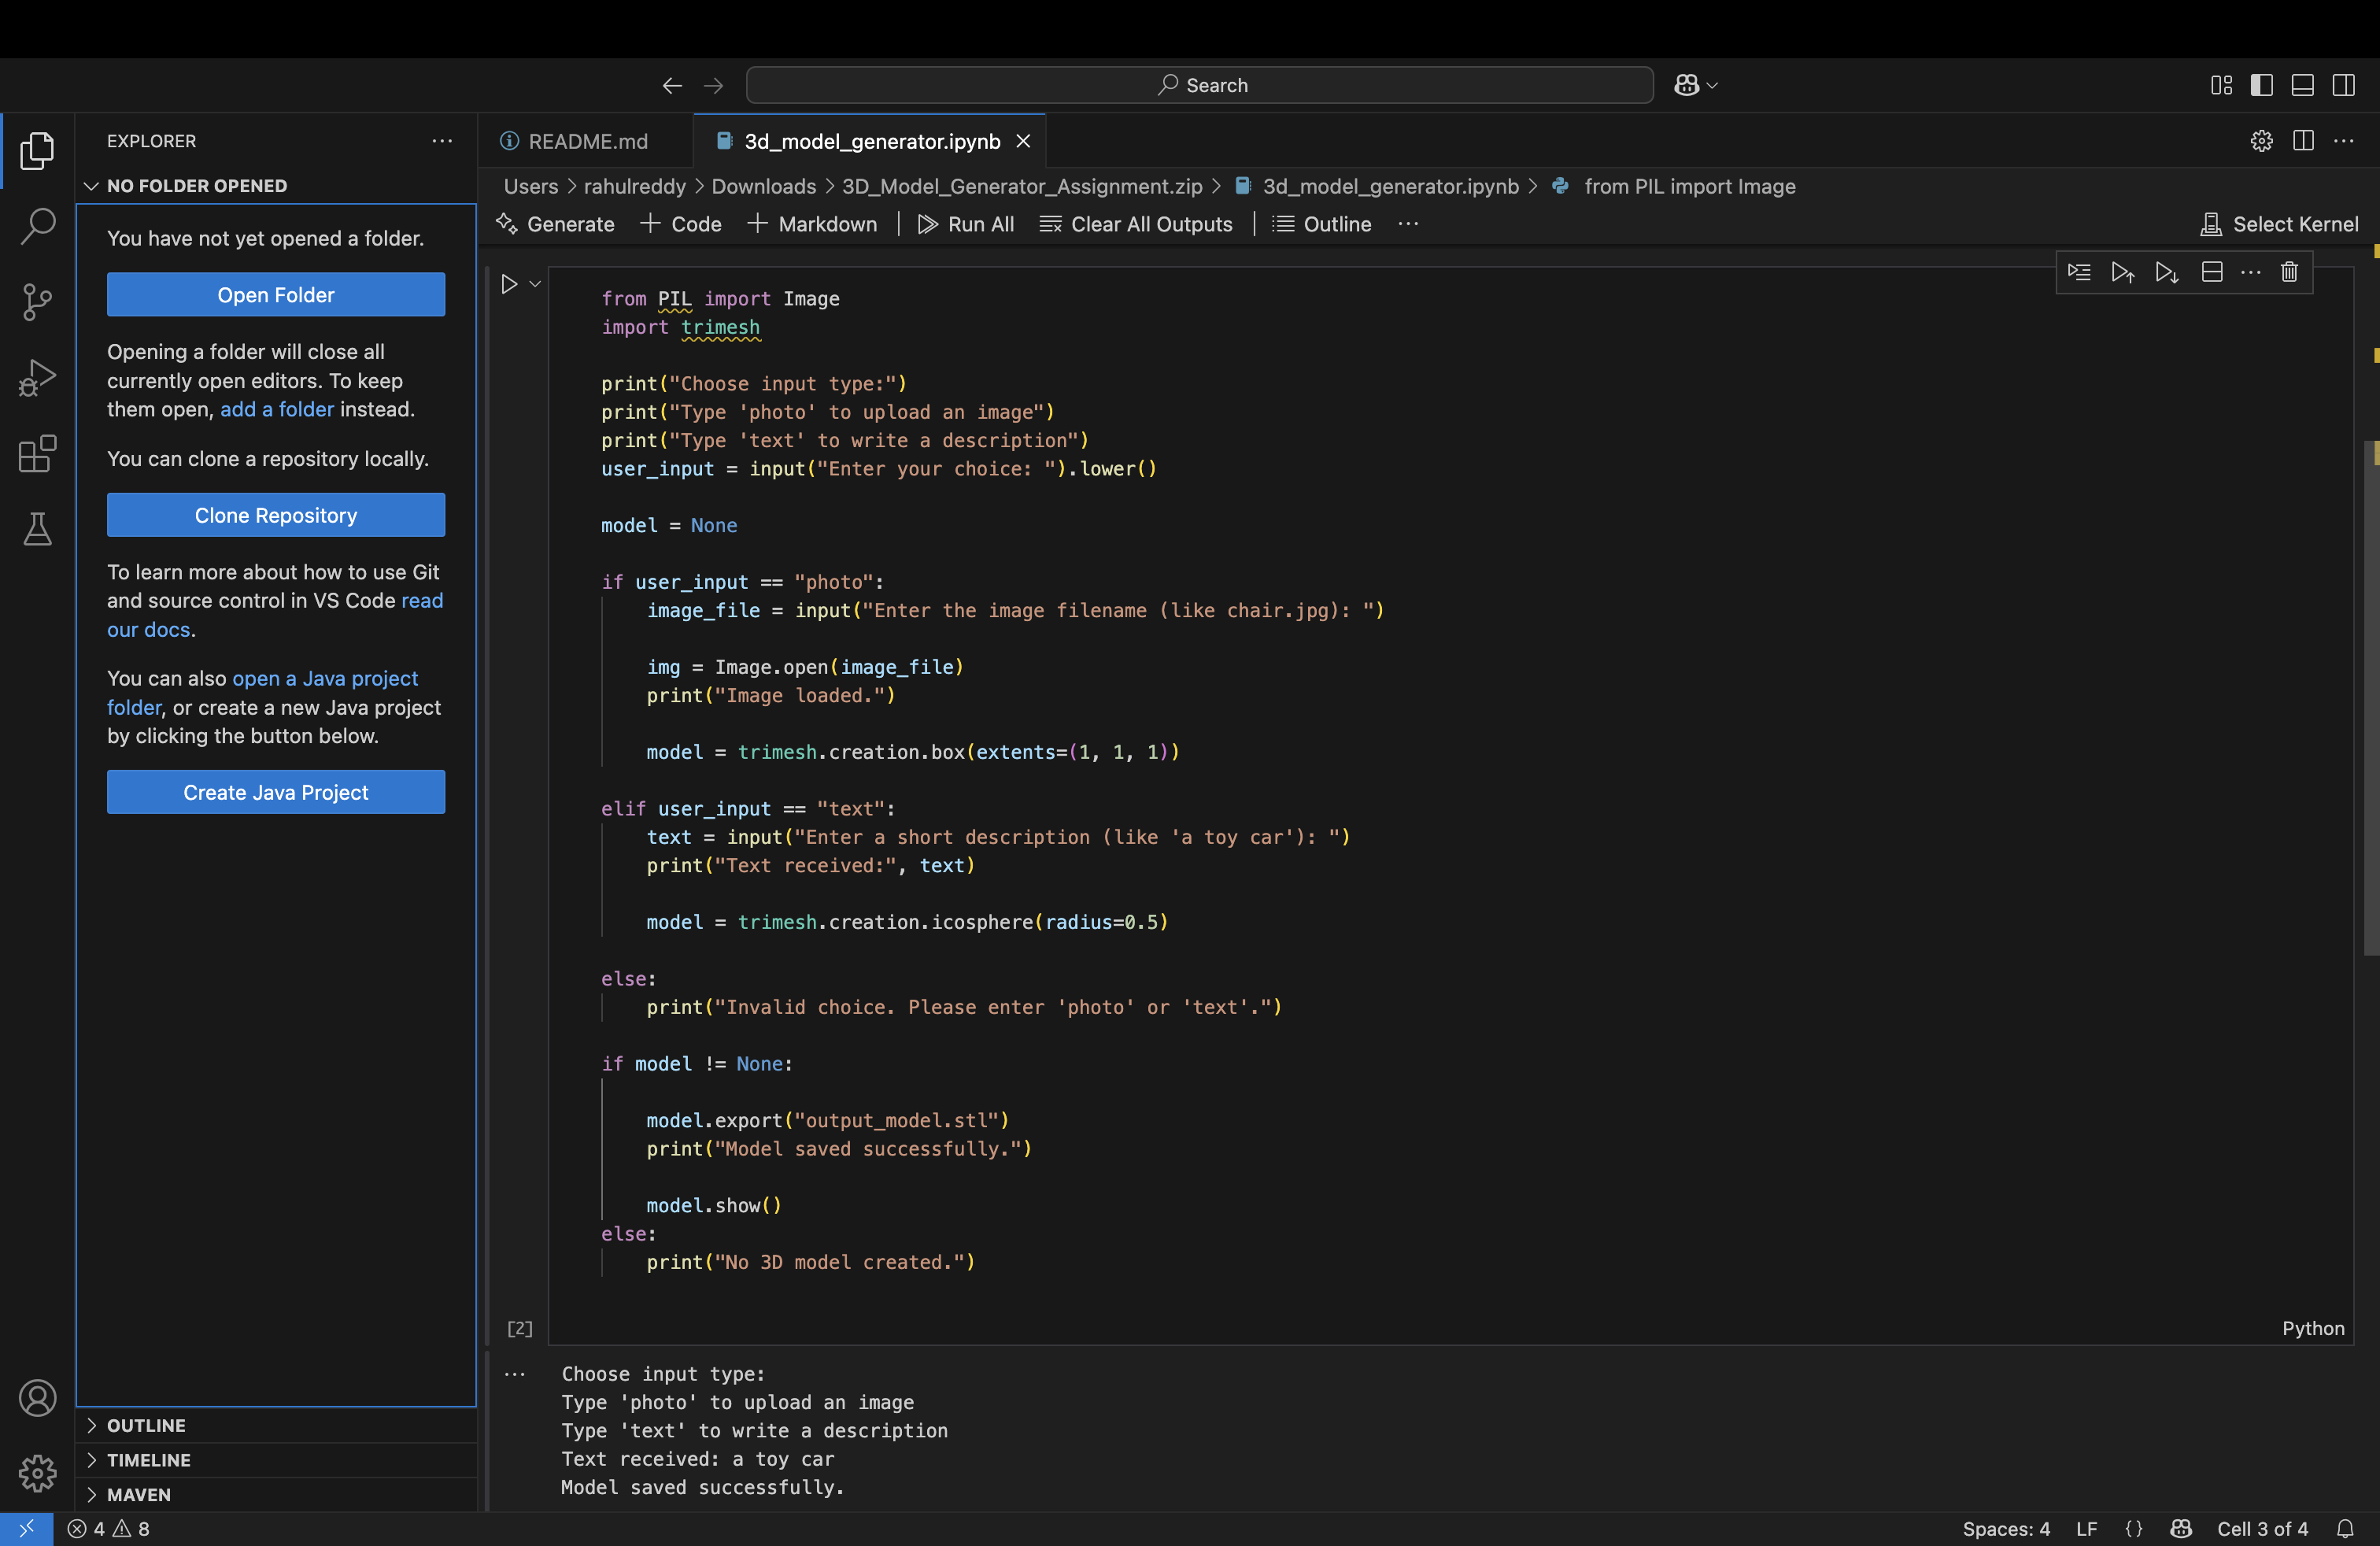 Search
EXPLORER
NO FOLDER OPENED
You have not yet opened a folder.
Open Folder
Opening a folder will close all
currently open editors. To keep
them open, add a folder instead.
You can clone a repository locally.
Clone Repository
To learn more about how to use Git
and source control in VS Code read
our docs.
You can also open a Java project
folder, or create a new Java project
by clicking the button below.
Create Java Project
OUTLINE
TIMELINE
MAVEN
README.md
3d_model_generator.ipynb
Users > rahulreddy > Downloads > 3D_Model_Generator_Assignment.zip > 3d_model_generator.ipynb > from PIL import Image
Generate + Code + Markdown | Run All Clear All Outputs | Outline ...
Select Kernel
from PIL import Image
import trimesh
print("Choose input type:")
print("Type 'photo' to upload an image")
print("Type 'text' to write a description")
user_input = input("Enter your choice: ").lower()
model = None
if user_input == "photo":
    image_file = input("Enter the image filename (like chair.jpg): ")
    img = Image.open(image_file)
    print("Image loaded.")
    model = trimesh.creation.box(extents=(1, 1, 1))
elif user_input == "text":
    text = input("Enter a short description (like 'a toy car'): ")
    print("Text received:", text)
    model = trimesh.creation.icosphere(radius=0.5)
else:
    print("Invalid choice. Please enter 'photo' or 'text'.")
if model != None:
    model.export("output_model.stl")
    print("Model saved successfully.")
    model.show()
else:
    print("No 3D model created.")
[2]
Python
Choose input type:
Type 'photo' to upload an image
Type 'text' to write a description
Text received: a toy car
Model saved successfully.
4 8
Spaces: 4 LF {} Cell 3 of 4